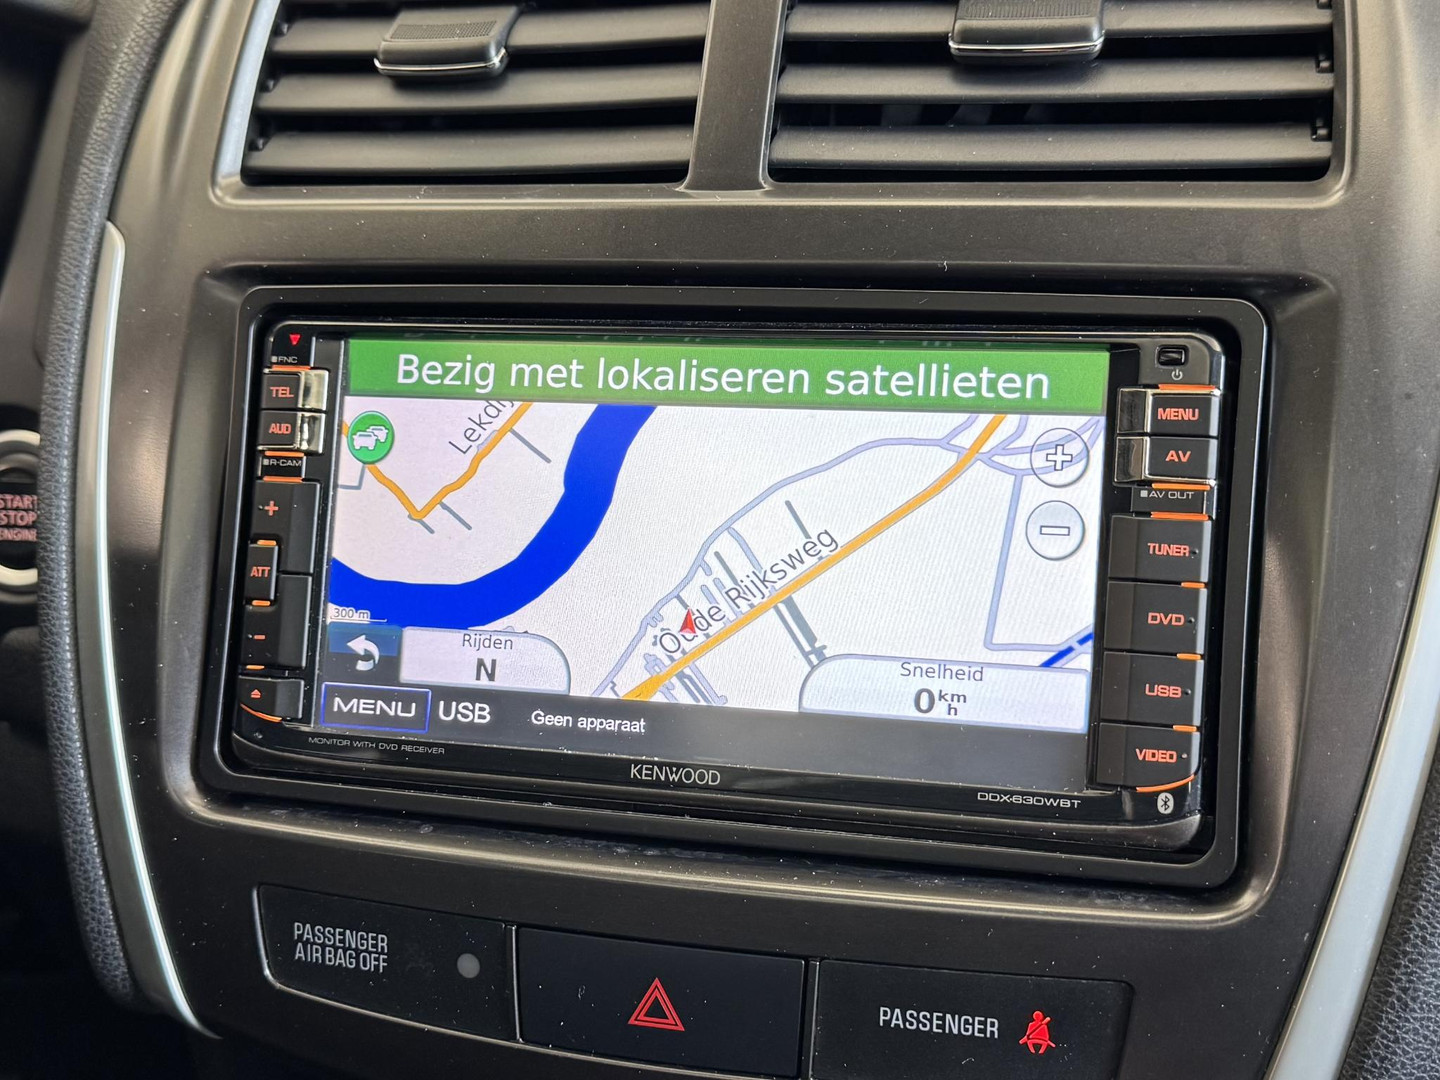 FNC
TEL
AUD
R-CAM
+
ATT
-
START
STOP
ENGINE
Bezig met lokaliseren satellieten
Oude Rijksweg
+
-
300 m
Rijden
N
Snelheid
0 km
h
MENU USB Geen apparaat
MENU
AV
AV OUT
TUNER
DVD
USB
VIDEO
MONITOR WITH DVD RECEIVER
KENWOOD
DDX630WBT
PASSENGER
AIR BAG OFF
PASSENGER